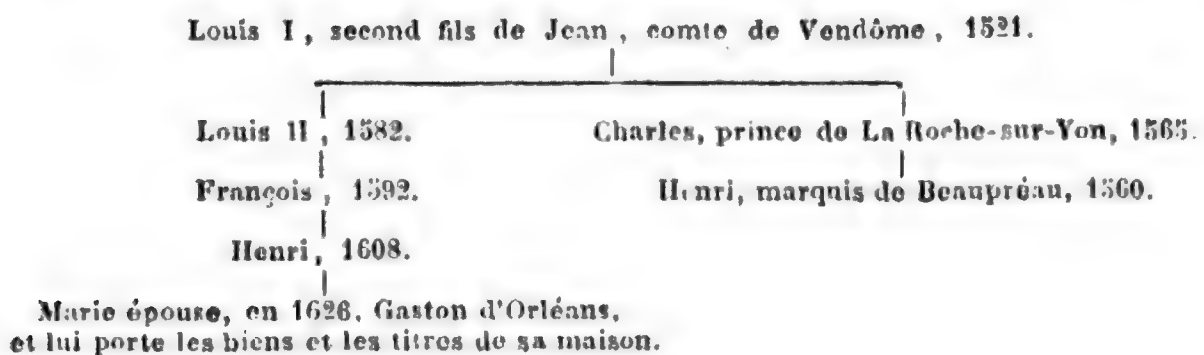 Louis I, second fils de Jean, comte de Vendôme, 1521.
Louis II, 1582. Charles, prince de La Roche-sur-Yon, 1565.
François, 1592. Henri, marquis de Beaupréau, 1560.
Henri, 1608.
Marie épouse, en 1626, Gaston d'Orléans,
et lui porte les biens et les titres de sa maison.